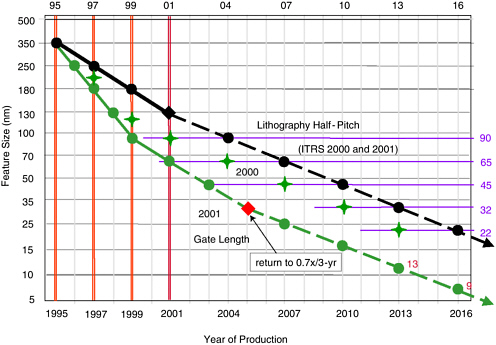 95 97 99 01 04 07 10 13 16
500
350
250
180
130
100
70
50
35
25
15
10
5
Feature Size (nm)
Lithography Half-Pitch
(ITRS 2000 and 2001)
2000
2001
Gate Length
return to 0.7x/3-yr
90
65
45
32
22
13
9
1995 1997 1999 2001 2004 2007 2010 2013 2016
Year of Production